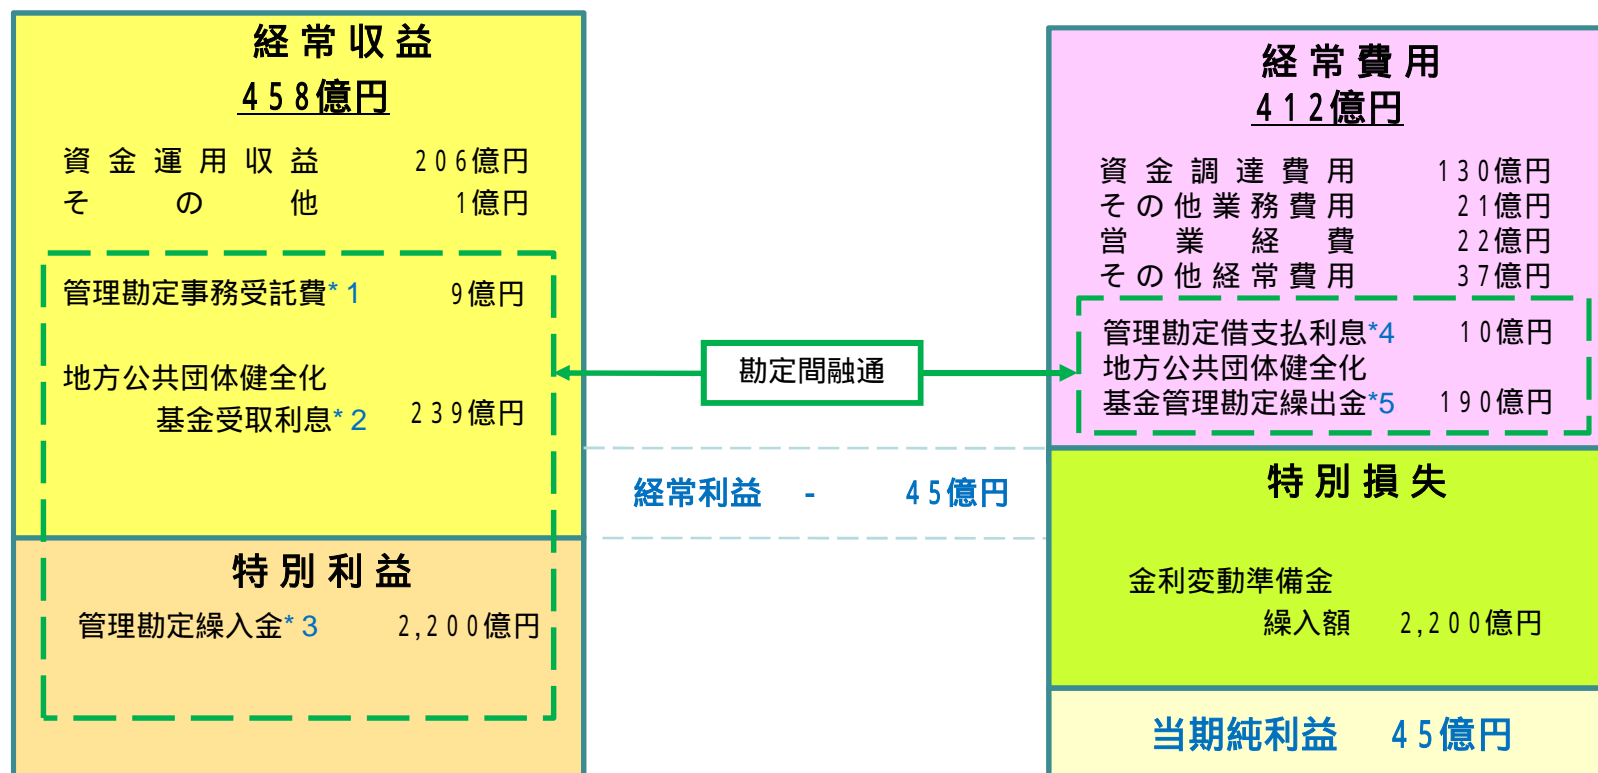 経常収益
458億円
資金運用収益 206億円
その他 1億円
管理勘定事務受託費*1 9億円
地方公共団体健全化
基金受取利息*2 239億円
特別利益
管理勘定繰入金*3 2,200億円
勘定間融通
経常利益 - 45億円
経常費用
412億円
資金調達費用 130億円
その他業務費用 21億円
営業経費 22億円
その他経常費用 37億円
管理勘定借支払利息*4 10億円
地方公共団体健全化
基金管理勘定繰出金*5 190億円
特別損失
金利変動準備金
繰入額 2,200億円
当期純利益 45億円